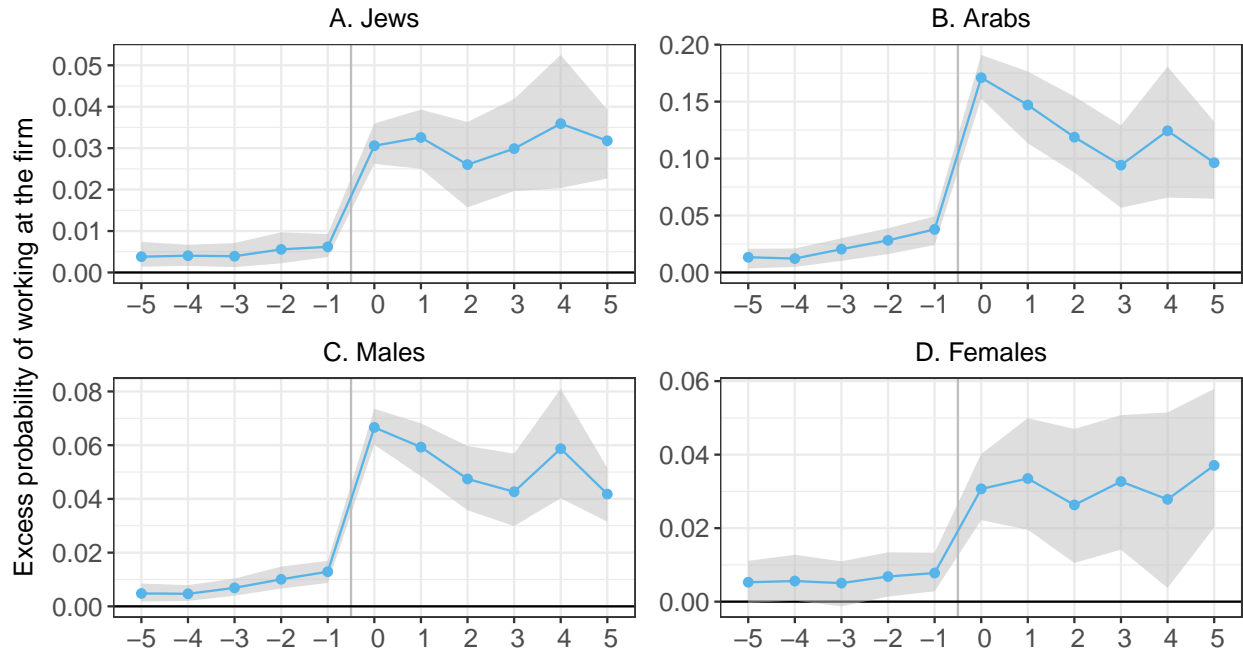 A. Jews
B. Arabs
Excess probability of working at the firm
0.05
0.04
0.03
0.02
0.01
0.00
−5 −4 −3 −2 −1 0 1 2 3 4 5
0.20
0.15
0.10
0.05
0.00
−5 −4 −3 −2 −1 0 1 2 3 4 5
C. Males
D. Females
0.08
0.06
0.04
0.02
0.00
−5 −4 −3 −2 −1 0 1 2 3 4 5
0.06
0.04
0.02
0.00
−5 −4 −3 −2 −1 0 1 2 3 4 5